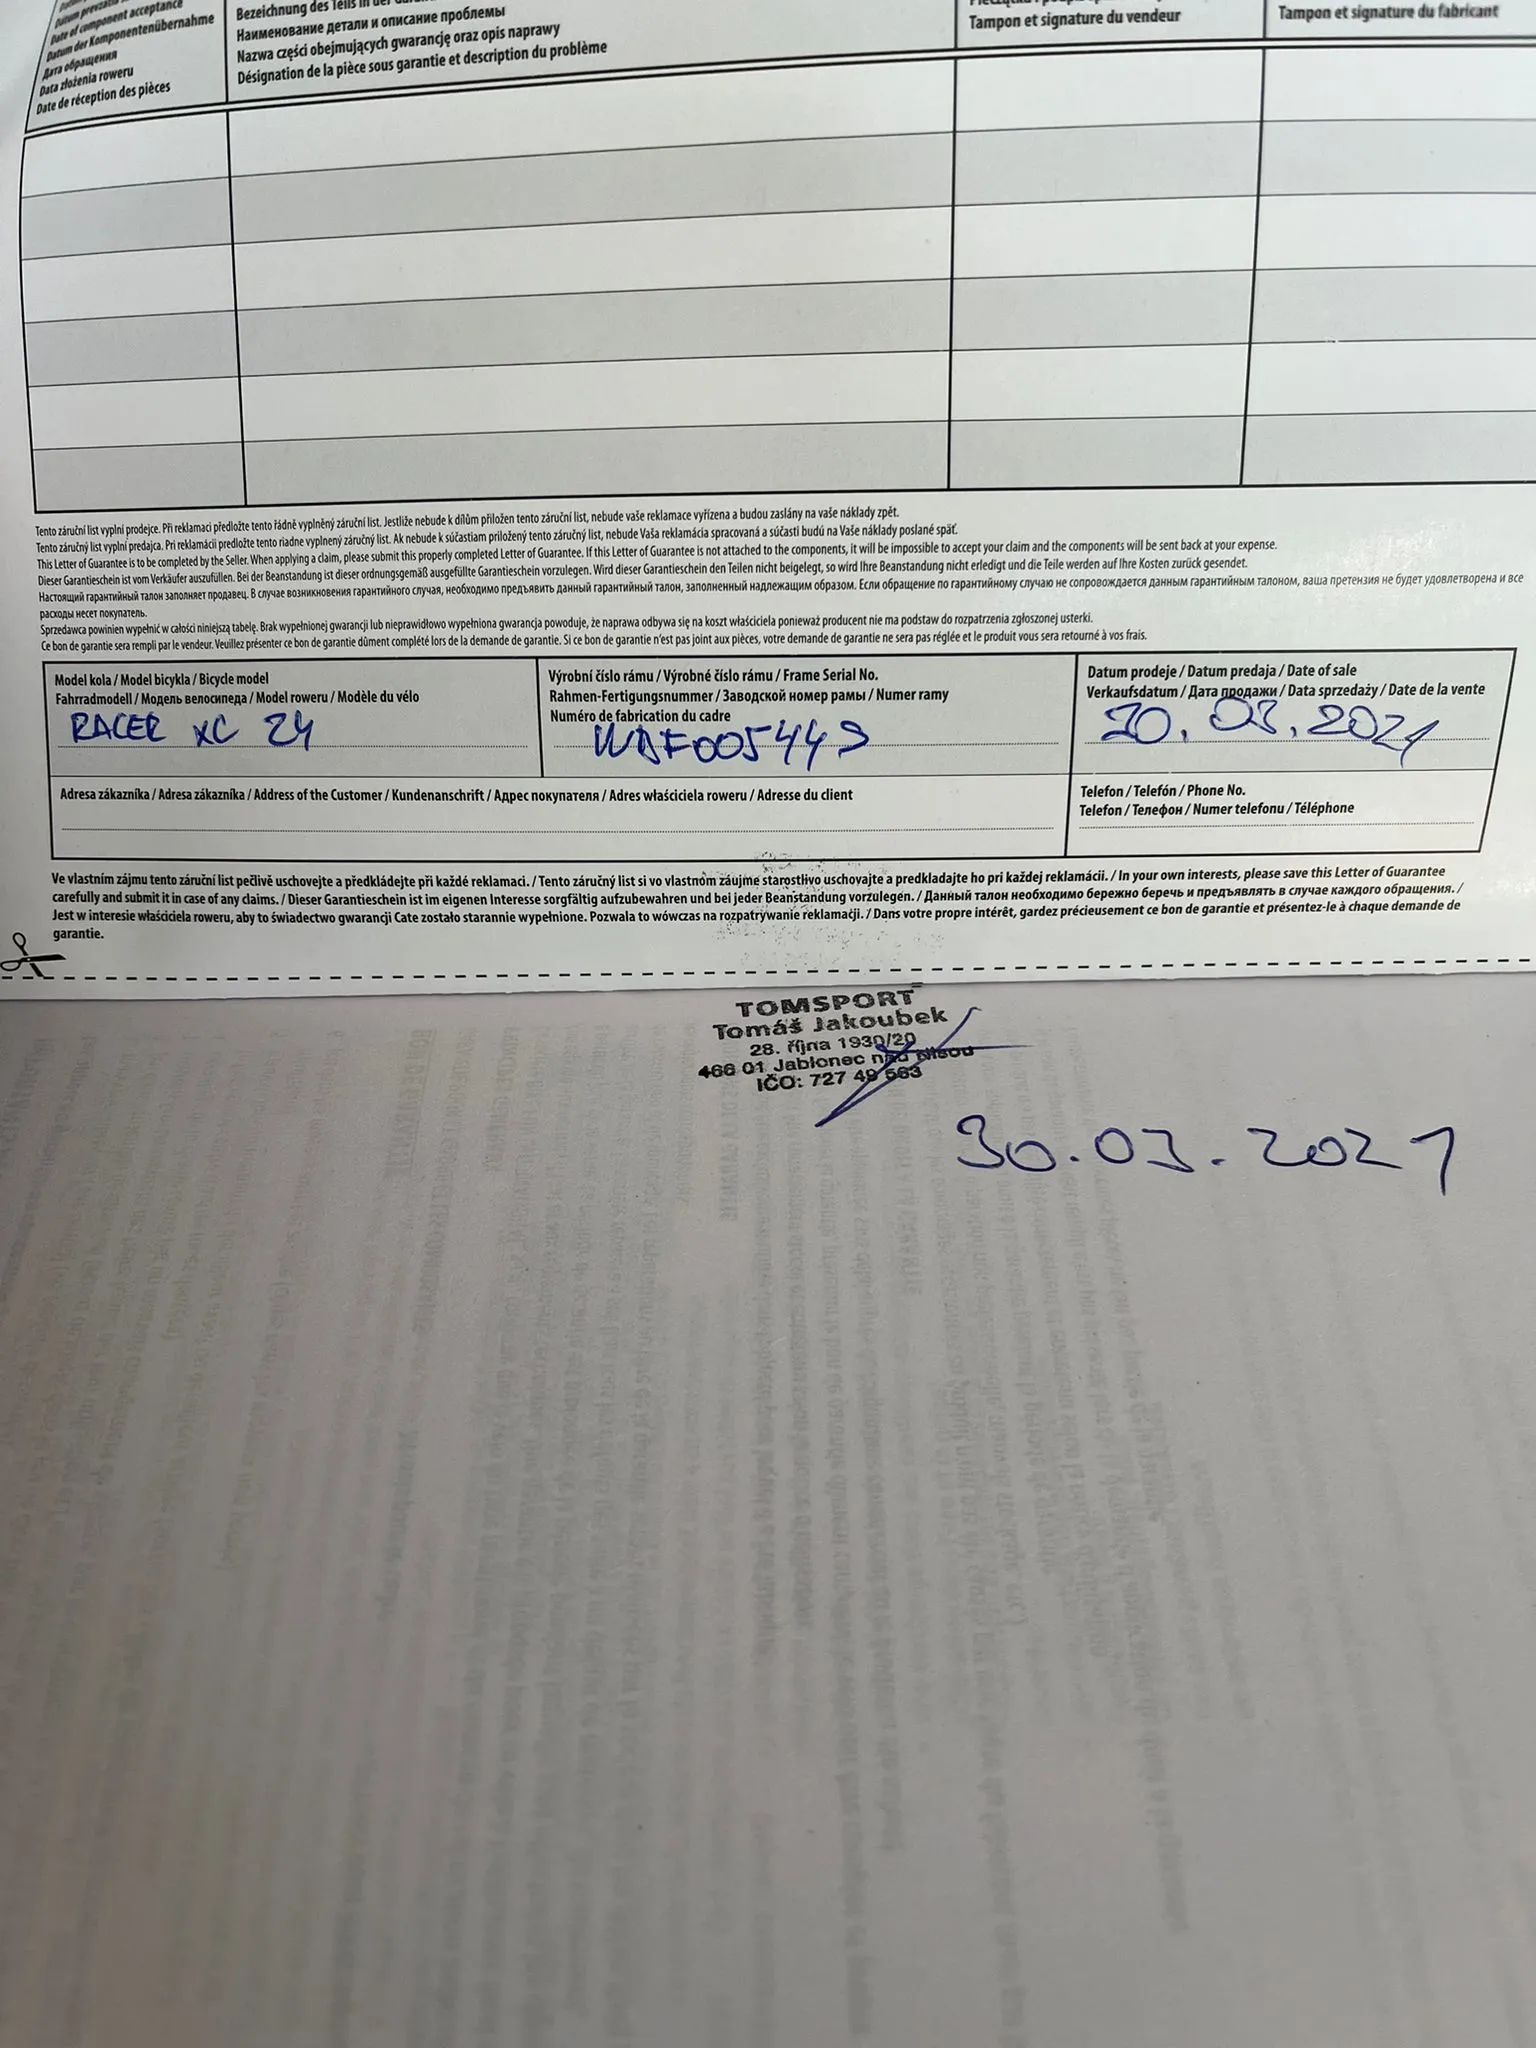 Date of component acceptance
Datum der Komponentenübernahme
Дата обращения
Data złożenia roweru
Date de réception des pièces
Bezeichnung des Teils in der
Наименование детали и описание проблемы
Nazwa części obejmujących gwarancję oraz opis naprawy
Désignation de la pièce sous garantie et description du problème
Tampon et signature du vendeur
Tampon et signature du fabricant
Tento záruční list vyplní prodejce. Při reklamaci předložte tento řádně vyplněný záruční list. Jestliže nebude k dílům přiložen tento záruční list, nebude vaše reklamace vyřízena a budou zaslány na vaše náklady zpět.
Tento záručný list vyplní predajca. Pri reklamácii predložte tento riadne vyplnený záručný list. Ak nebude k súčastiam priložený tento záručný list, nebude Vaša reklamácia spracovaná a súčasti budú na Vaše náklady poslané späť.
This Letter of Guarantee is to be completed by the Seller. When applying a claim, please submit this properly completed Letter of Guarantee. If this Letter of Guarantee is not attached to the components, it will be impossible to accept your claim and the components will be sent back at your expense.
Dieser Garantieschein ist vom Verkäufer auszufüllen. Bei der Beanstandung ist dieser ordnungsgemäß ausgefüllte Garantieschein vorzulegen. Wird dieser Garantieschein den Teilen nicht beigelegt, so wird Ihre Beanstandung nicht erledigt und die Teile werden auf Ihre Kosten zurück gesendet.
Настоящий гарантийный талон заполняет продавец. В случае возникновения гарантийного случая, необходимо предъявить данный гарантийный талон, заполненный надлежащим образом. Если обращение по гарантийному случаю не сопровождается данным гарантийным талоном, ваша претензия не будет удовлетворена и все
расходы несет покупатель.
Sprzedawca powinien wypełnić w całości niniejszą tabelę. Brak wypełnionej gwarancji lub nieprawidłowo wypełniona gwarancja powoduje, że naprawa odbywa się na koszt właściciela ponieważ producent nie ma podstaw do rozpatrzenia zgłoszonej usterki.
Ce bon de garantie sera rempli par le vendeur. Veuillez présenter ce bon de garantie dûment complété lors de la demande de garantie. Si ce bon de garantie n'est pas joint aux pièces, votre demande de garantie ne sera pas réglée et le produit vous sera retourné à vos frais.
Model kola / Model bicykla / Bicycle model
Fahrradmodell / Модель велосипеда / Model roweru / Modèle du vélo
RACER XC 24
Výrobní číslo rámu / Výrobné číslo rámu / Frame Serial No.
Rahmen-Fertigungsnummer / Заводской номер рамы / Numer ramy
Numéro de fabrication du cadre
Datum prodeje / Datum predaja / Date of sale
Verkaufsdatum / Дата продажи / Data sprzedaży / Date de la vente
30.03.2021
Adresa zákazníka / Adresa zákazníka / Address of the Customer / Kundenanschrift / Адрес покупателя / Adres właściciela roweru / Adresse du client
Telefon / Telefón / Phone No.
Telefon / Телефон / Numer telefonu / Téléphone
Ve vlastním zájmu tento záruční list pečlivě uschovejte a předkládejte při každé reklamaci. / Tento záručný list si vo vlastnom záujme starostlivo uschovajte a predkladajte ho pri každej reklamácii. / In your own interests, please save this Letter of Guarantee
carefully and submit it in case of any claims. / Dieser Garantieschein ist im eigenen Interesse sorgfältig aufzubewahren und bei jeder Beanstandung vorzulegen. / Данный талон необходимо бережно беречь и предъявлять в случае каждого обращения. /
Jest w interesie właściciela roweru, aby to świadectwo gwarancji Cate zostało starannie wypełnione. Pozwala to wówczas na rozpatrywanie reklamacji. / Dans votre propre intérêt, gardez précieusement ce bon de garantie et présentez-le à chaque demande de
garantie.
TOMSPORT
Tomáš Jakoubek
28. října 1930/20
466 01 Jablonec nad Nisou
IČO: 727 49 563
30.03.2021